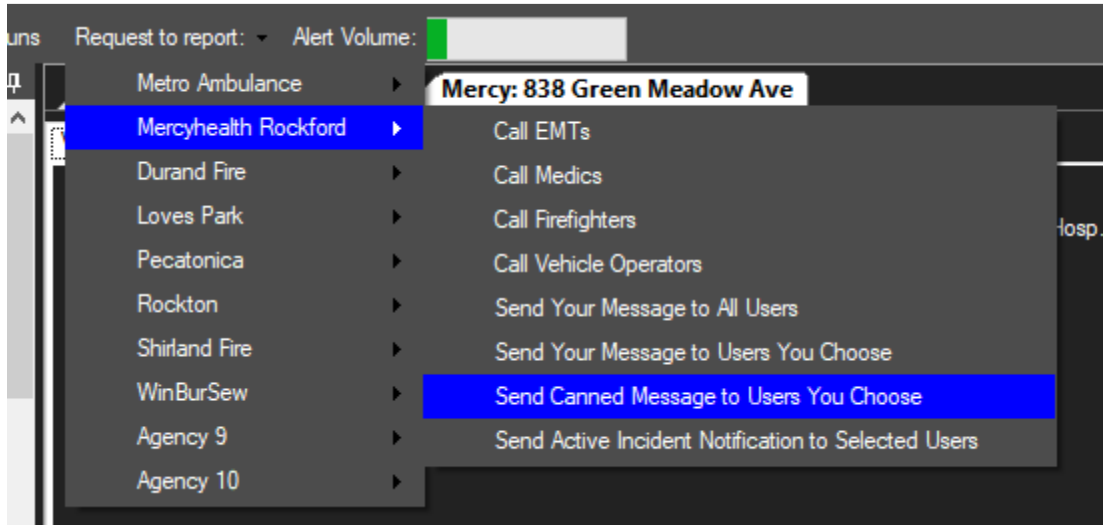 uns Request to report: Alert Volume:
Mercy: 838 Green Meadow Ave
Metro Ambulance
Mercyhealth Rockford
Durand Fire
Loves Park
Pecatonica
Rockton
Shirland Fire
WinBurSew
Agency 9
Agency 10
Call EMTs
Call Medics
Call Firefighters
Call Vehicle Operators
Send Your Message to All Users
Send Your Message to Users You Choose
Send Canned Message to Users You Choose
Send Active Incident Notification to Selected Users
Hosp.